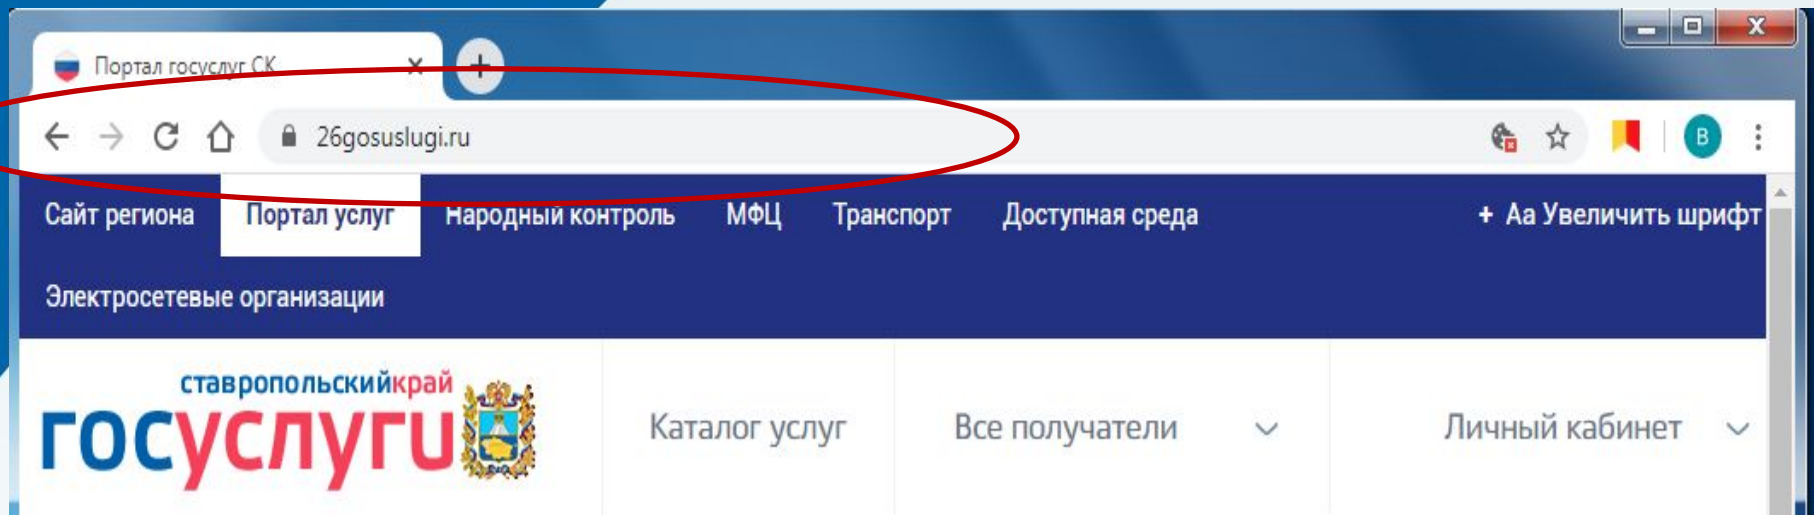 Портал госуслуг СК
26gosuslugi.ru
B
Сайт региона Портал услуг Народный контроль МФЦ Транспорт Доступная среда + Aa Увеличить шрифт
Электросетевые организации
ставропольскийкрай
госуслуги
Каталог услуг Все получатели Личный кабинет